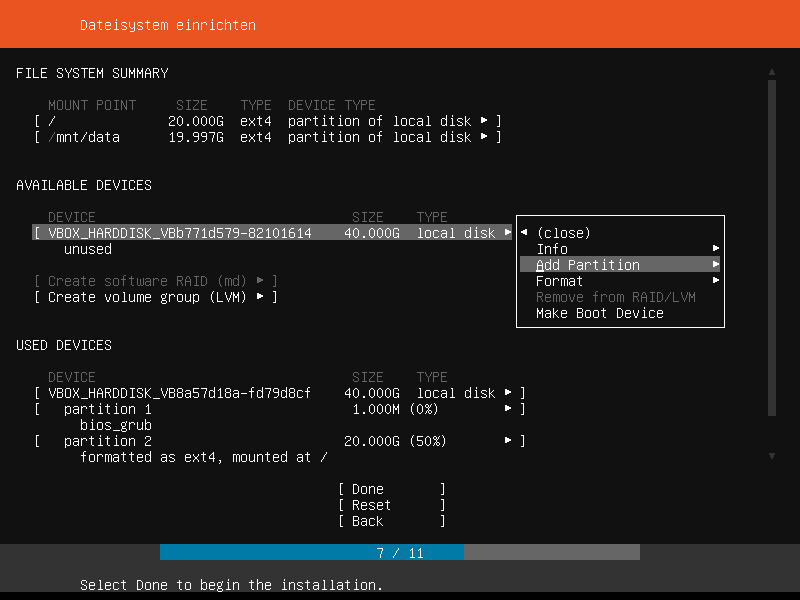 Dateisystem einrichten
FILE SYSTEM SUMMARY
MOUNT POINT     SIZE    TYPE  DEVICE TYPE
[ /              20.000G  ext4  partition of local disk ▸ ]
[ /mnt/data      19.997G  ext4  partition of local disk ▸ ]
AVAILABLE DEVICES
DEVICE                                SIZE    TYPE
[ VBOX_HARDDISK_VBb771d579-82101614    40.000G  local disk ▸
unused
[ Create software RAID (md) ▸ ]
[ Create volume group (LVM) ▸ ]
◂ (close)
Info ▸
Add Partition ▸
Format ▸
Remove from RAID/LVM
Make Boot Device
USED DEVICES
DEVICE                                SIZE    TYPE
[ VBOX_HARDDISK_VB8a57d18a-fd79d8cf    40.000G  local disk ▸ ]
[   partition 1                         1.000M (0%)        ▸ ]
bios_grub
[   partition 2                        20.000G (50%)       ▸ ]
formatted as ext4, mounted at /
[ Done       ]
[ Reset      ]
[ Back       ]
7 / 11
Select Done to begin the installation.